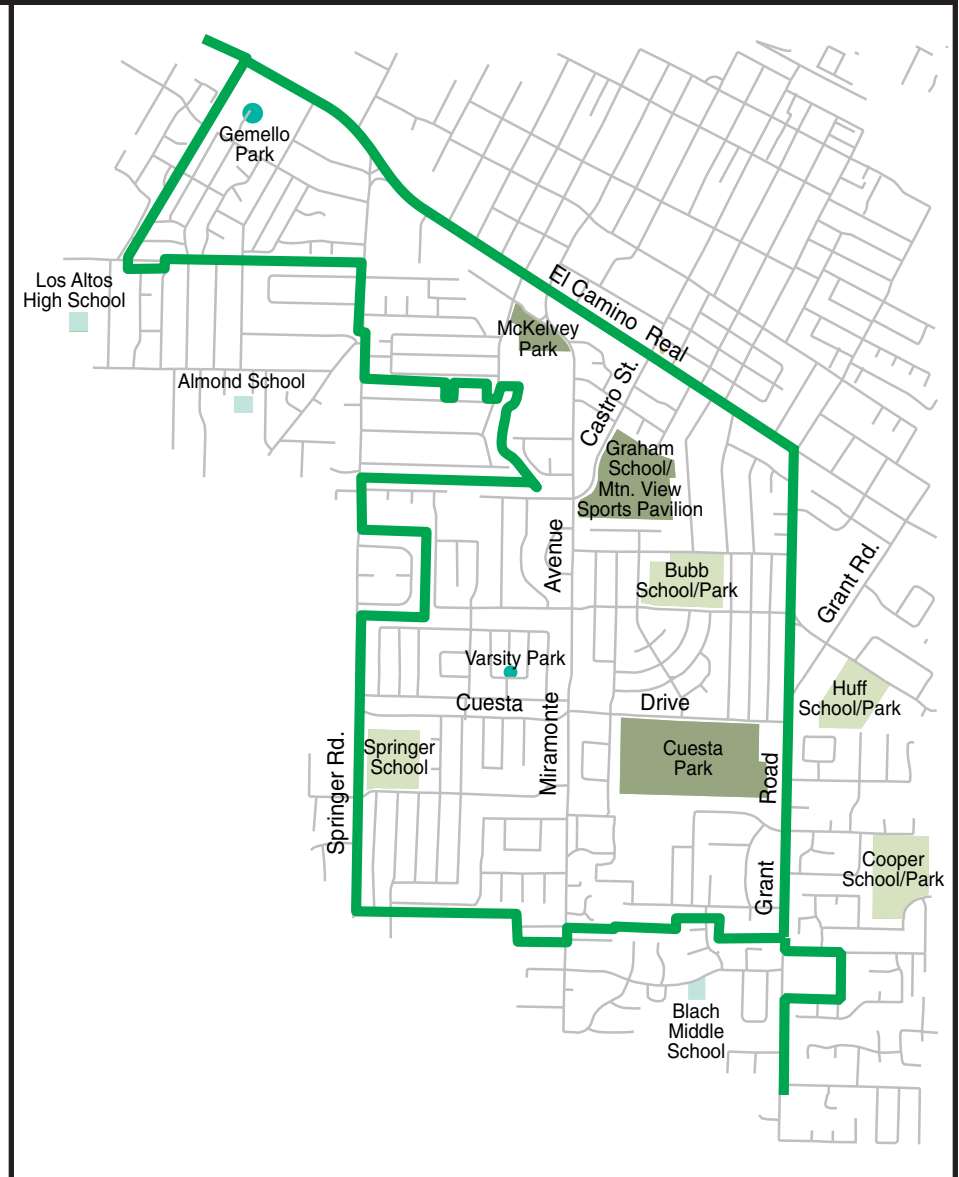 Gemello
Park
Los Altos
High School
El Camino Real
McKelvey
Park
Almond School
Castro St.
Graham
School/
Mtn. View
Sports Pavilion
Avenue
Bubb
School/Park
Grant Rd.
Varsity Park
Cuesta
Drive
Huff
School/Park
Miramonte
Springer Rd.
Springer
School
Cuesta
Park
Road
Grant
Cooper
School/Park
Blach
Middle
School